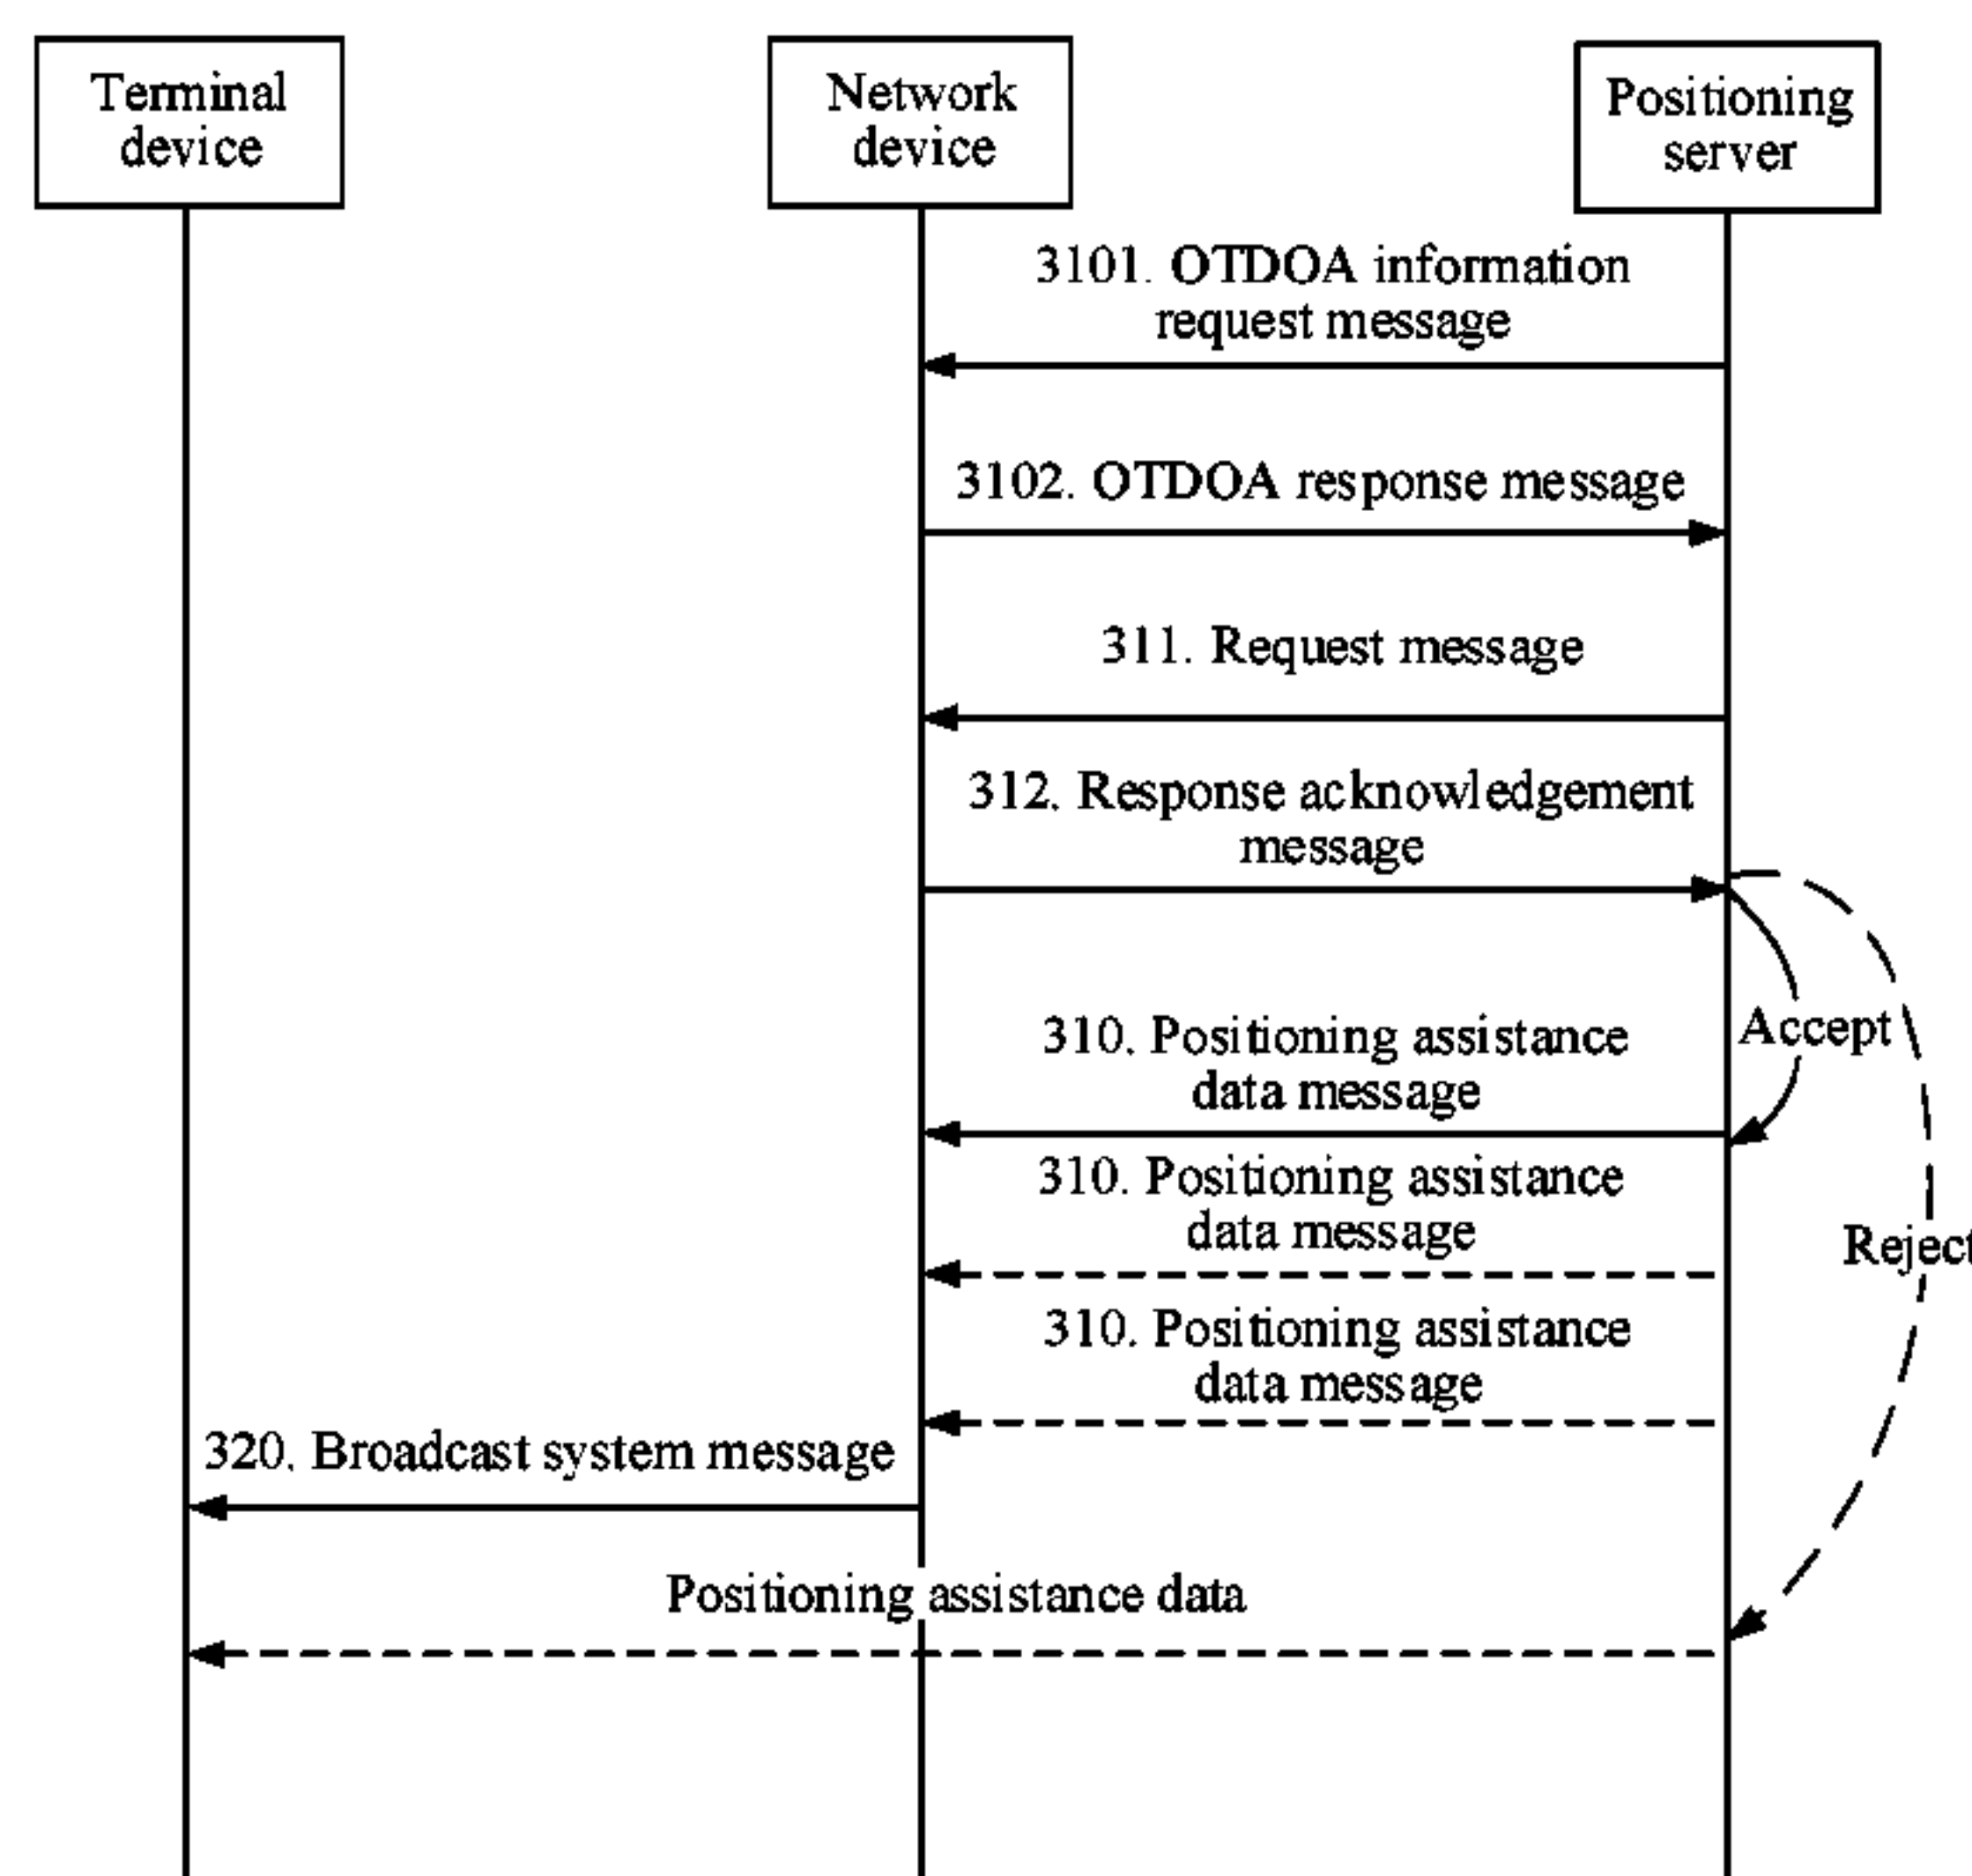 Terminal
device
Network
device
Positioning
server
3101. OTDOA information
request message
3102. OTDOA response message
311. Request message
312. Response acknowledgement
message
310. Positioning assistance
data message
Accept
310. Positioning assistance
data message
Reject
310. Positioning assistance
data message
320. Broadcast system message
Positioning assistance data